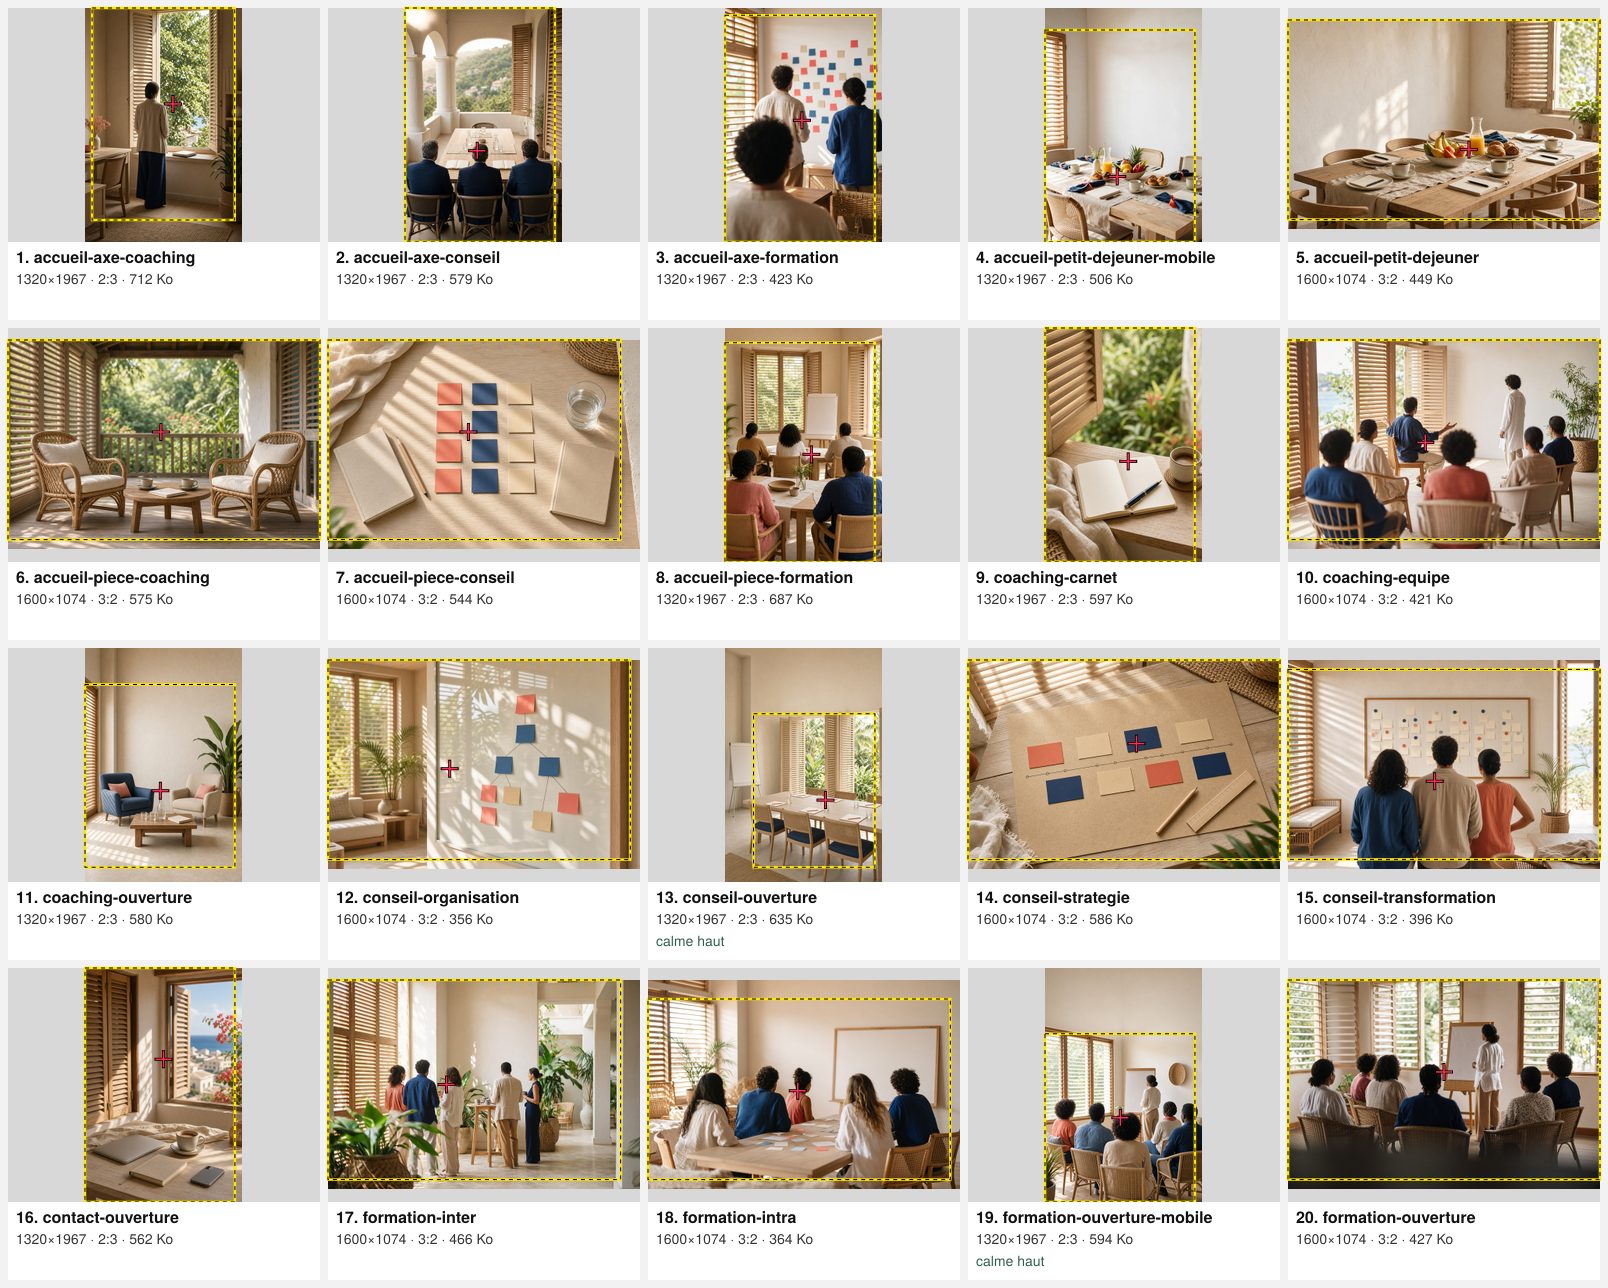 1. accueil-axe-coaching
1320×1967 · 2:3 · 712 Ko
2. accueil-axe-conseil
1320×1967 · 2:3 · 579 Ko
3. accueil-axe-formation
1320×1967 · 2:3 · 423 Ko
4. accueil-petit-dejeuner-mobile
1320×1967 · 2:3 · 506 Ko
5. accueil-petit-dejeuner
1600×1074 · 3:2 · 449 Ko
6. accueil-piece-coaching
1600×1074 · 3:2 · 575 Ko
7. accueil-piece-conseil
1600×1074 · 3:2 · 544 Ko
8. accueil-piece-formation
1320×1967 · 2:3 · 687 Ko
9. coaching-carnet
1320×1967 · 2:3 · 597 Ko
10. coaching-equipe
1600×1074 · 3:2 · 421 Ko
11. coaching-ouverture
1320×1967 · 2:3 · 580 Ko
12. conseil-organisation
1600×1074 · 3:2 · 356 Ko
13. conseil-ouverture
1320×1967 · 2:3 · 635 Ko
calme haut
14. conseil-strategie
1600×1074 · 3:2 · 586 Ko
15. conseil-transformation
1600×1074 · 3:2 · 396 Ko
16. contact-ouverture
1320×1967 · 2:3 · 562 Ko
17. formation-inter
1600×1074 · 3:2 · 466 Ko
18. formation-intra
1600×1074 · 3:2 · 364 Ko
19. formation-ouverture-mobile
1320×1967 · 2:3 · 594 Ko
calme haut
20. formation-ouverture
1600×1074 · 3:2 · 427 Ko